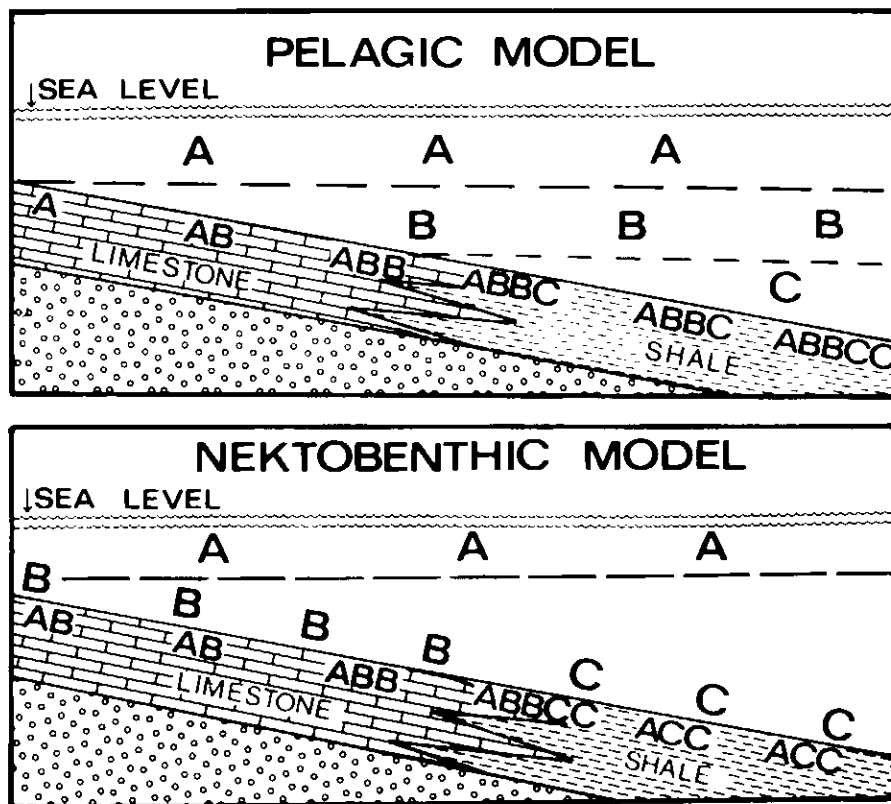 PELAGIC MODEL
↓SEA LEVEL
A A A
A AB B B B
LIMESTONE ABB ABBC C
ABBC ABBCC
SHALE
NEKTOBENTHIC MODEL
↓SEA LEVEL
A A A
B B B B C C C
AB AB ABB ABBCC ACC ACC
LIMESTONE SHALE